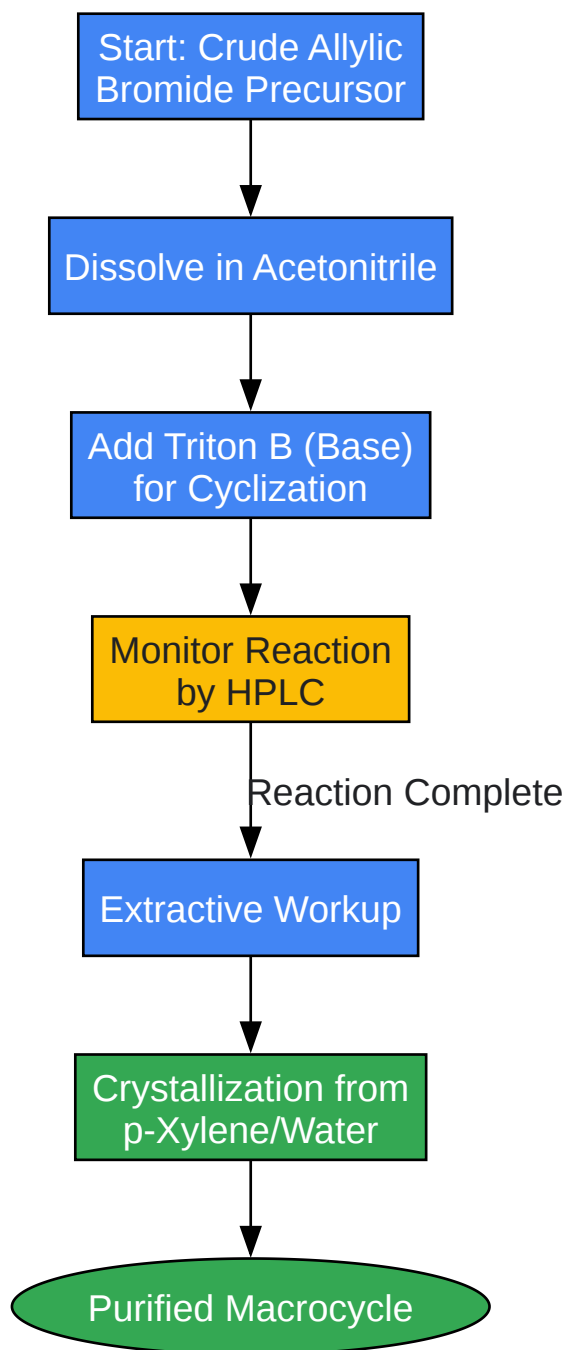 Start: Crude Allylic
Bromide Precursor
Dissolve in Acetonitrile
Add Triton B (Base)
for Cyclization
Monitor Reaction
by HPLC
Reaction Complete
Extractive Workup
Crystallization from
p-Xylene/Water
Purified Macrocycle